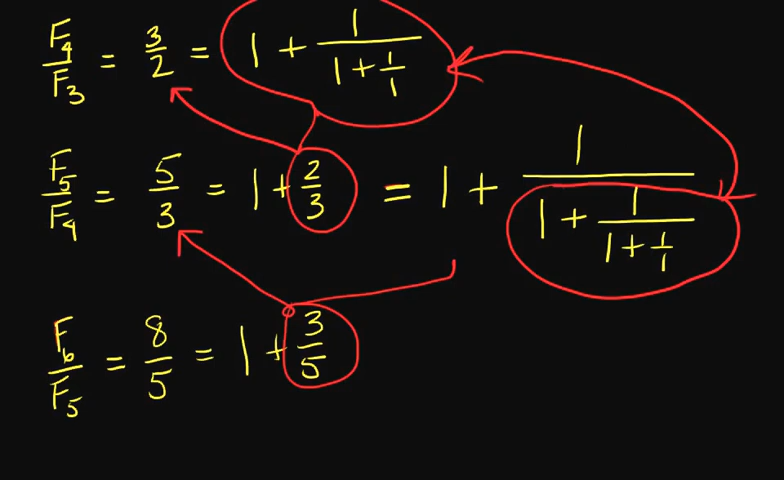 F₄/F₃ = 3/2 = 1 + 1/(1 + 1/1)
F₅/F₄ = 5/3 = 1 + 2/3 = 1 + 1/(1 + 1/(1 + 1/1))
F₆/F₅ = 8/5 = 1 + 3/5